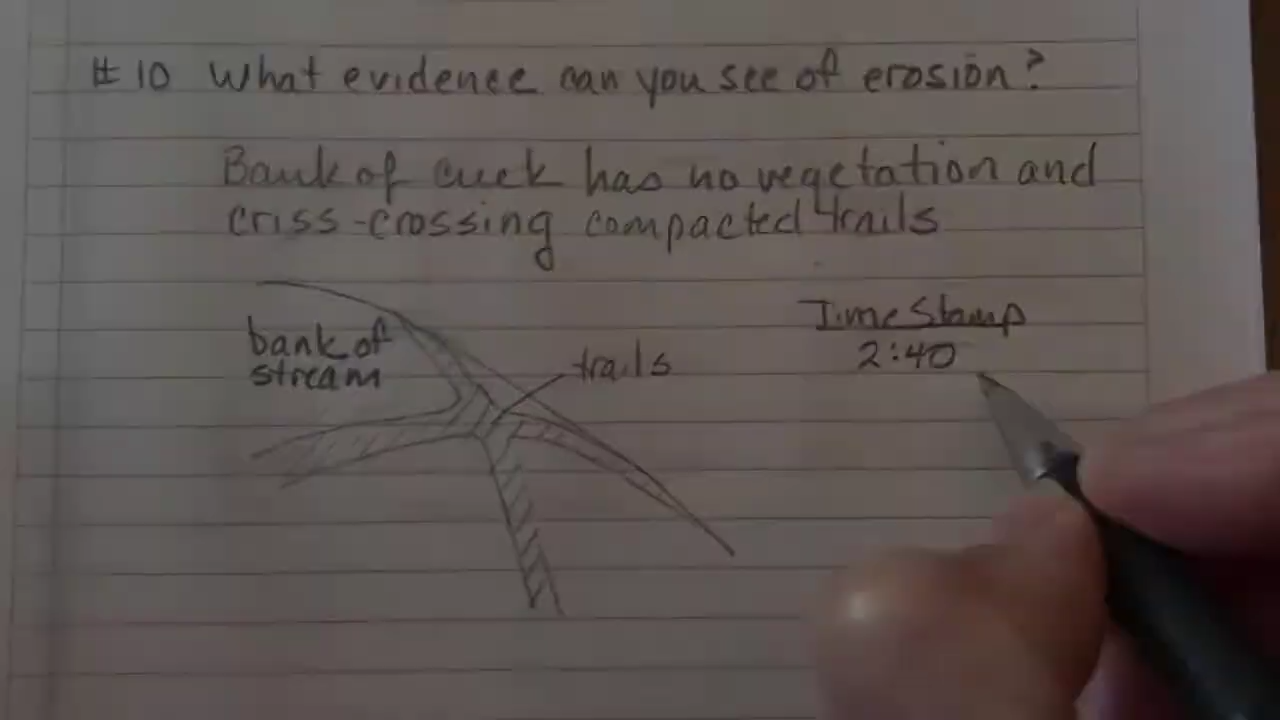 # 10 What evidence can you see of erosion?
Bank of creek has no vegetation and
criss-crossing compacted trails
bank of
stream
trails
Time Stamp
2:40